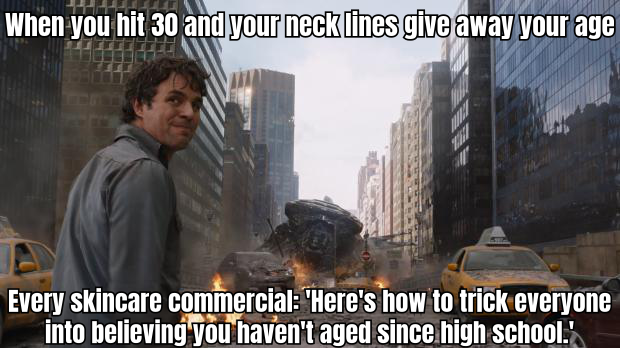 When you hit 30 and your neck lines give away your age
Every skincare commercial: 'Here's how to trick everyone
into believing you haven't aged since high school.'